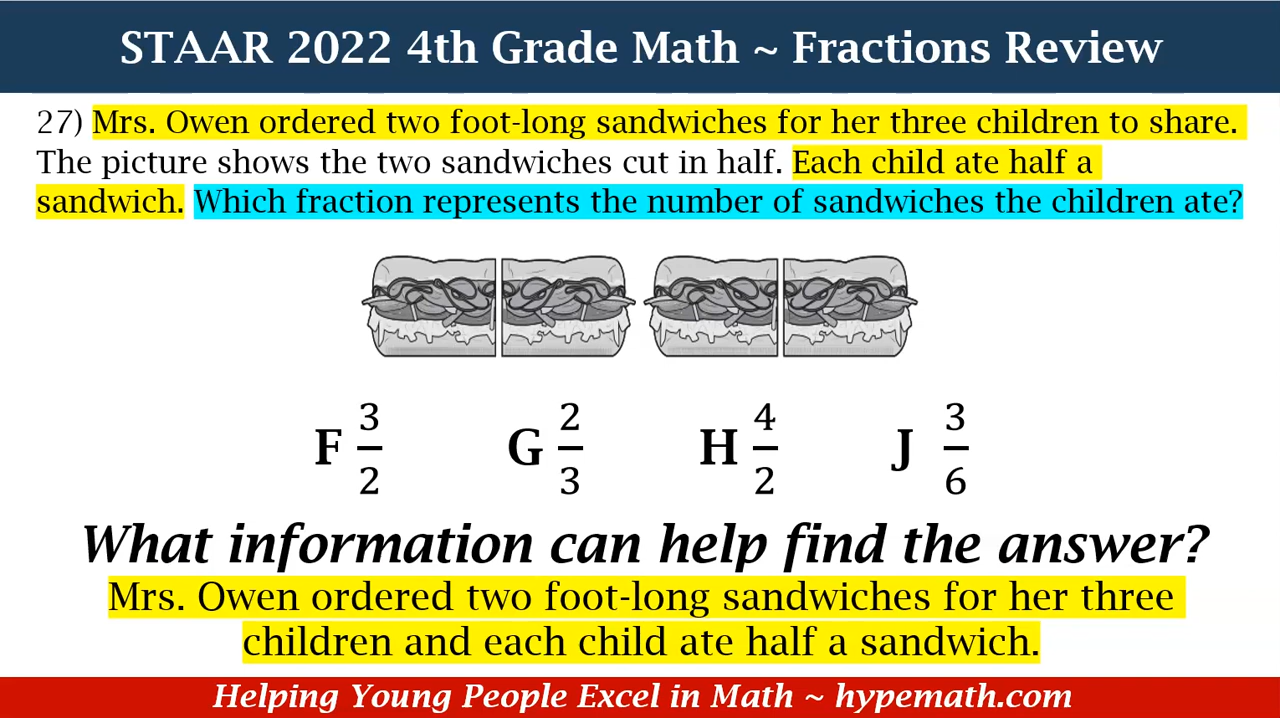 STAAR 2022 4th Grade Math ~ Fractions Review
27) Mrs. Owen ordered two foot-long sandwiches for her three children to share.
The picture shows the two sandwiches cut in half. Each child ate half a
sandwich. Which fraction represents the number of sandwiches the children ate?
F 3/2 G 2/3 H 4/2 J 3/6
What information can help find the answer?
Mrs. Owen ordered two foot-long sandwiches for her three
children and each child ate half a sandwich.
Helping Young People Excel in Math ~ hypemath.com